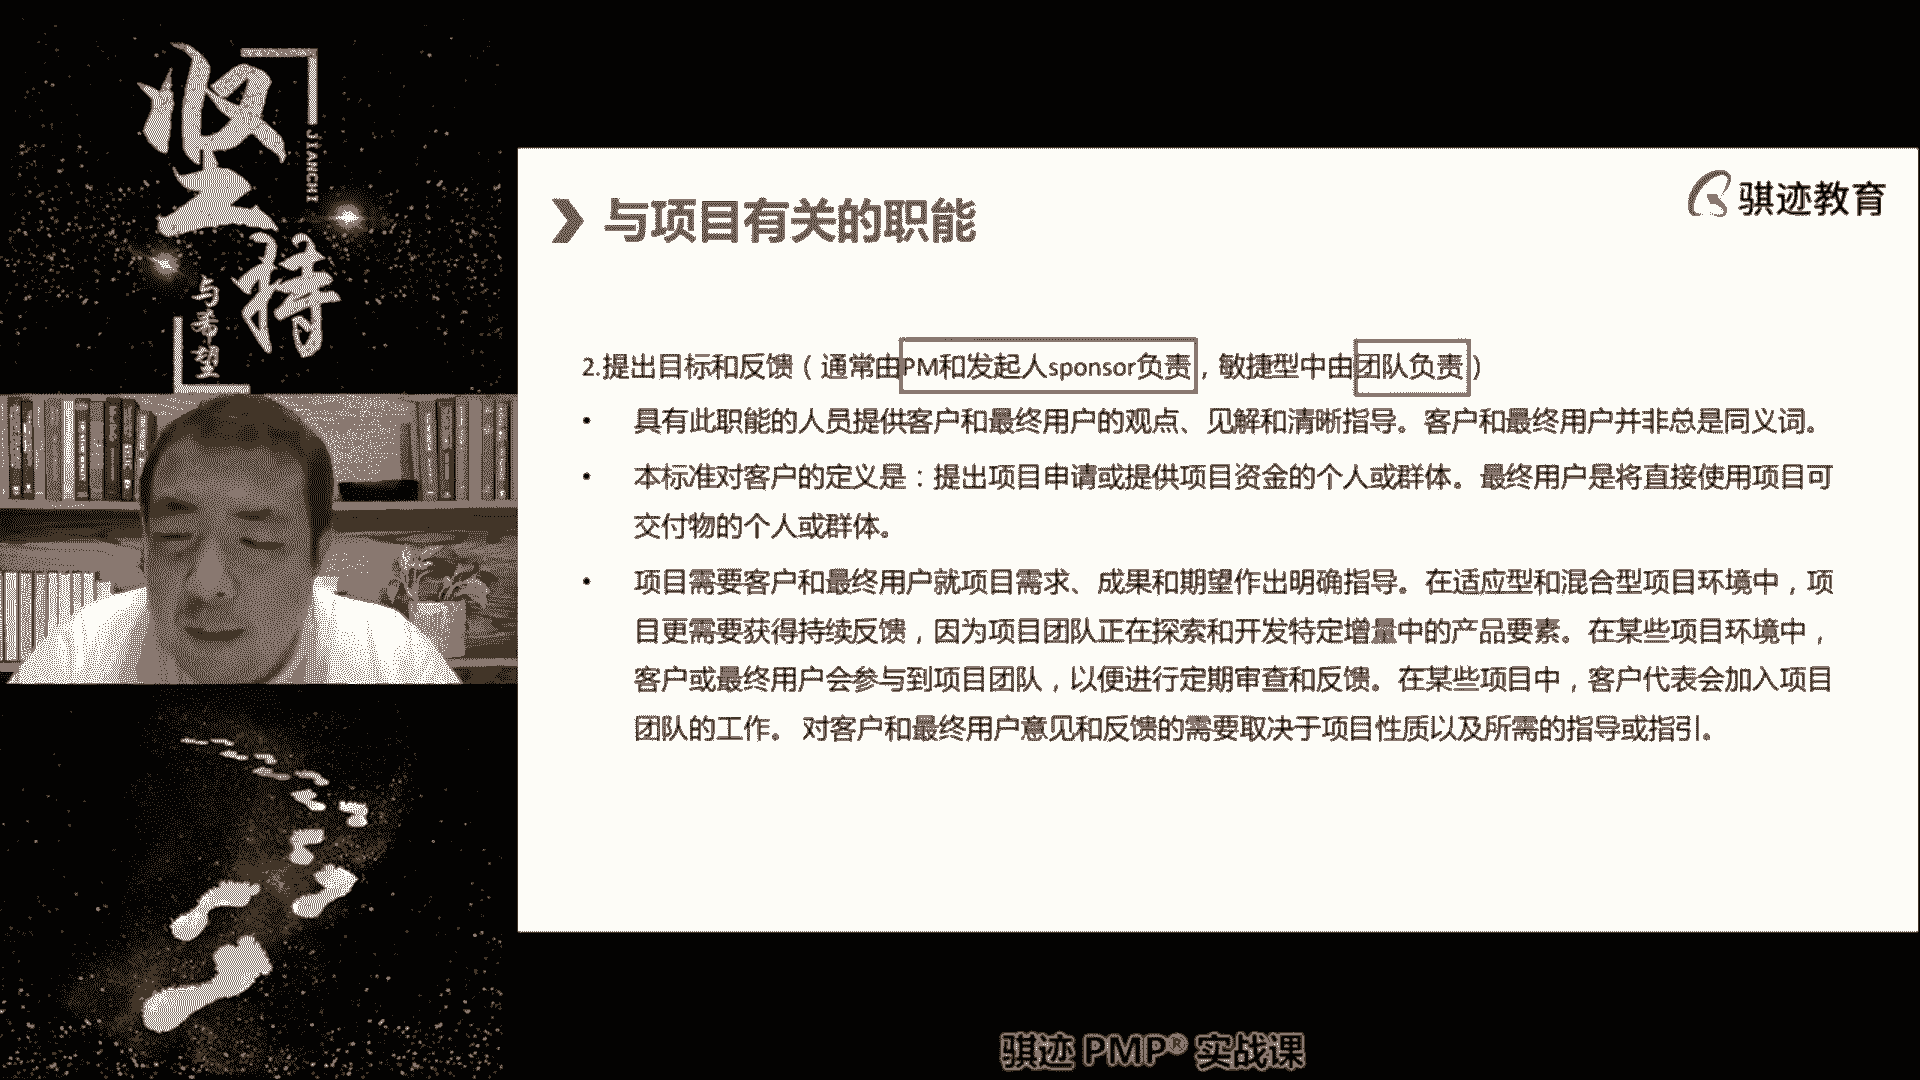 坚持
JIANCHI
与希望
骐迹教育
与项目有关的职能
2.提出目标和反馈（通常由PM和发起人sponsor负责，敏捷型中由团队负责）
• 具有此职能的人员提供客户和最终用户的观点、见解和清晰指导。客户和最终用户并非总是同义词。
• 本标准对客户的定义是：提出项目申请或提供项目资金的个人或群体。最终用户是将直接使用项目可
交付物的个人或群体。
• 项目需要客户和最终用户就项目需求、成果和期望作出明确指导。在适应型和混合型项目环境中，项
目更需要获得持续反馈，因为项目团队正在探索和开发特定增量中的产品要素。在某些项目环境中，
客户或最终用户会参与到项目团队，以便进行定期审查和反馈。在某些项目中，客户代表会加入项目
团队的工作。 对客户和最终用户意见和反馈的需要取决于项目性质以及所需的指导或指引。
骐迹 PMP® 实战课